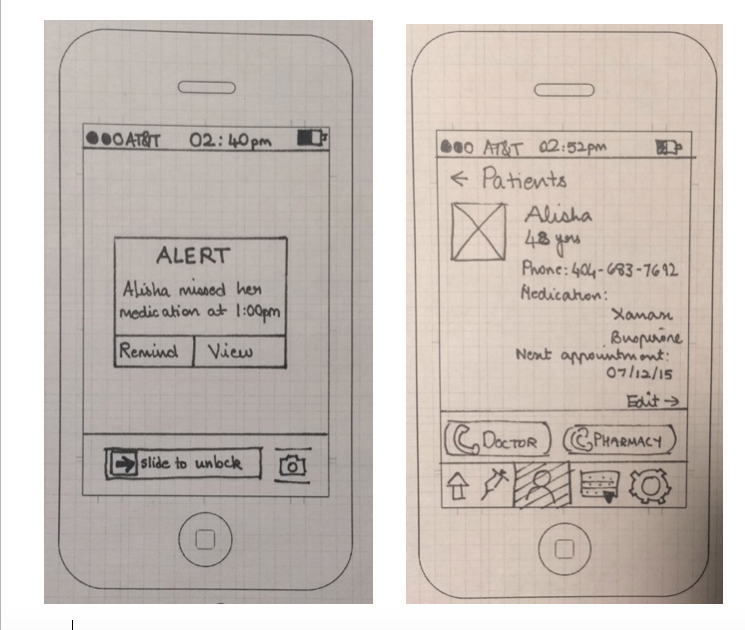 AT&T 02:40pm
ALERT
Alisha missed her
medication at 1:00pm
Remind View
slide to unlock
AT&T 02:52pm
← Patients
Alisha
48 yrs
Phone: 404-683-7692
Medication:
Xanax
Buspirone
Next appointment:
07/12/15
Edit →
DOCTOR PHARMACY